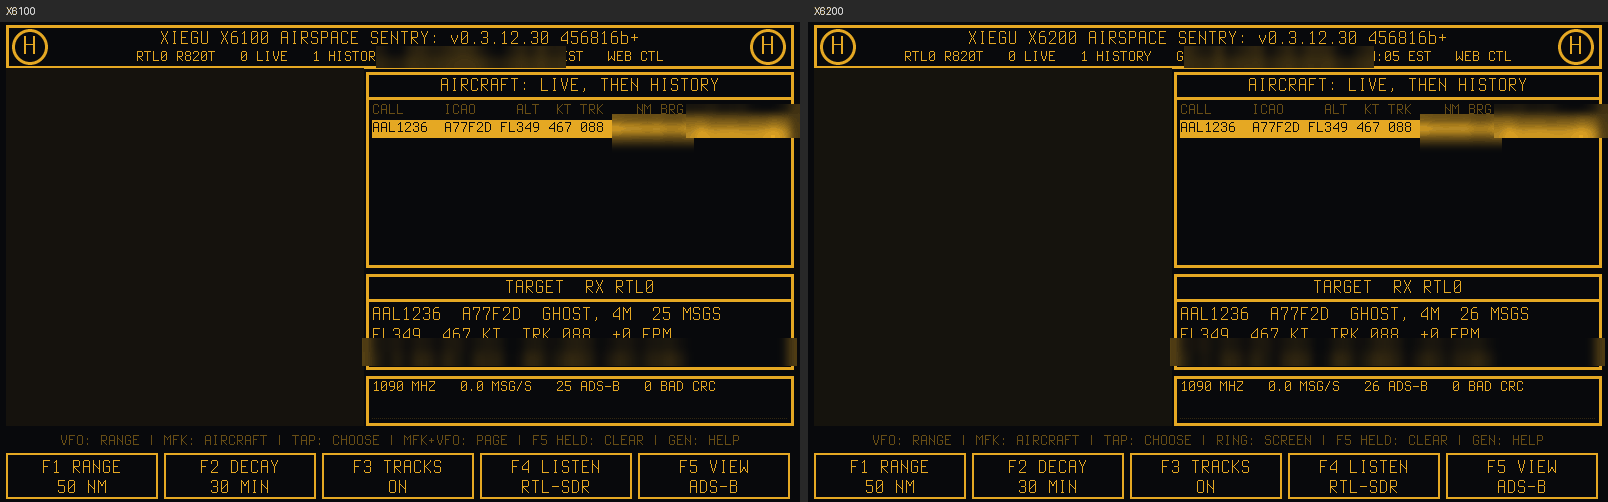 X6100
H XIEGU X6100 AIRSPACE SENTRY: v0.3.12.30 456816b+ H
RTL0 R820T 0 LIVE 1 HISTOR WEB CTL
AIRCRAFT: LIVE, THEN HISTORY
CALL ICAO ALT KT TRK NM BRG
AAL1236 A77F2D FL349 467 088
TARGET RX RTL0
AAL1236 A77F2D GHOST, 4M 25 MSGS
FL349 467 KT TRK 088 +0 FPM
1090 MHZ 0.0 MSG/S 25 ADS-B 0 BAD CRC
VFO: RANGE | MFK: AIRCRAFT | TAP: CHOOSE | MFK+VFO: PAGE | F5 HELD: CLEAR | GEN: HELP
F1 RANGE F2 DECAY F3 TRACKS F4 LISTEN F5 VIEW
50 NM 30 MIN ON RTL-SDR ADS-B
X6200
H XIEGU X6200 AIRSPACE SENTRY: v0.3.12.30 456816b+ H
RTL0 R820T 0 LIVE 1 HISTORY :05 EST WEB CTL
AIRCRAFT: LIVE, THEN HISTORY
CALL ICAO ALT KT TRK NM BRG
AAL1236 A77F2D FL349 467 088
TARGET RX RTL0
AAL1236 A77F2D GHOST, 4M 26 MSGS
FL349 467 KT TRK 088 +0 FPM
1090 MHZ 0.0 MSG/S 26 ADS-B 0 BAD CRC
VFO: RANGE | MFK: AIRCRAFT | TAP: CHOOSE | RING: SCREEN | F5 HELD: CLEAR | GEN: HELP
F1 RANGE F2 DECAY F3 TRACKS F4 LISTEN F5 VIEW
50 NM 30 MIN ON RTL-SDR ADS-B